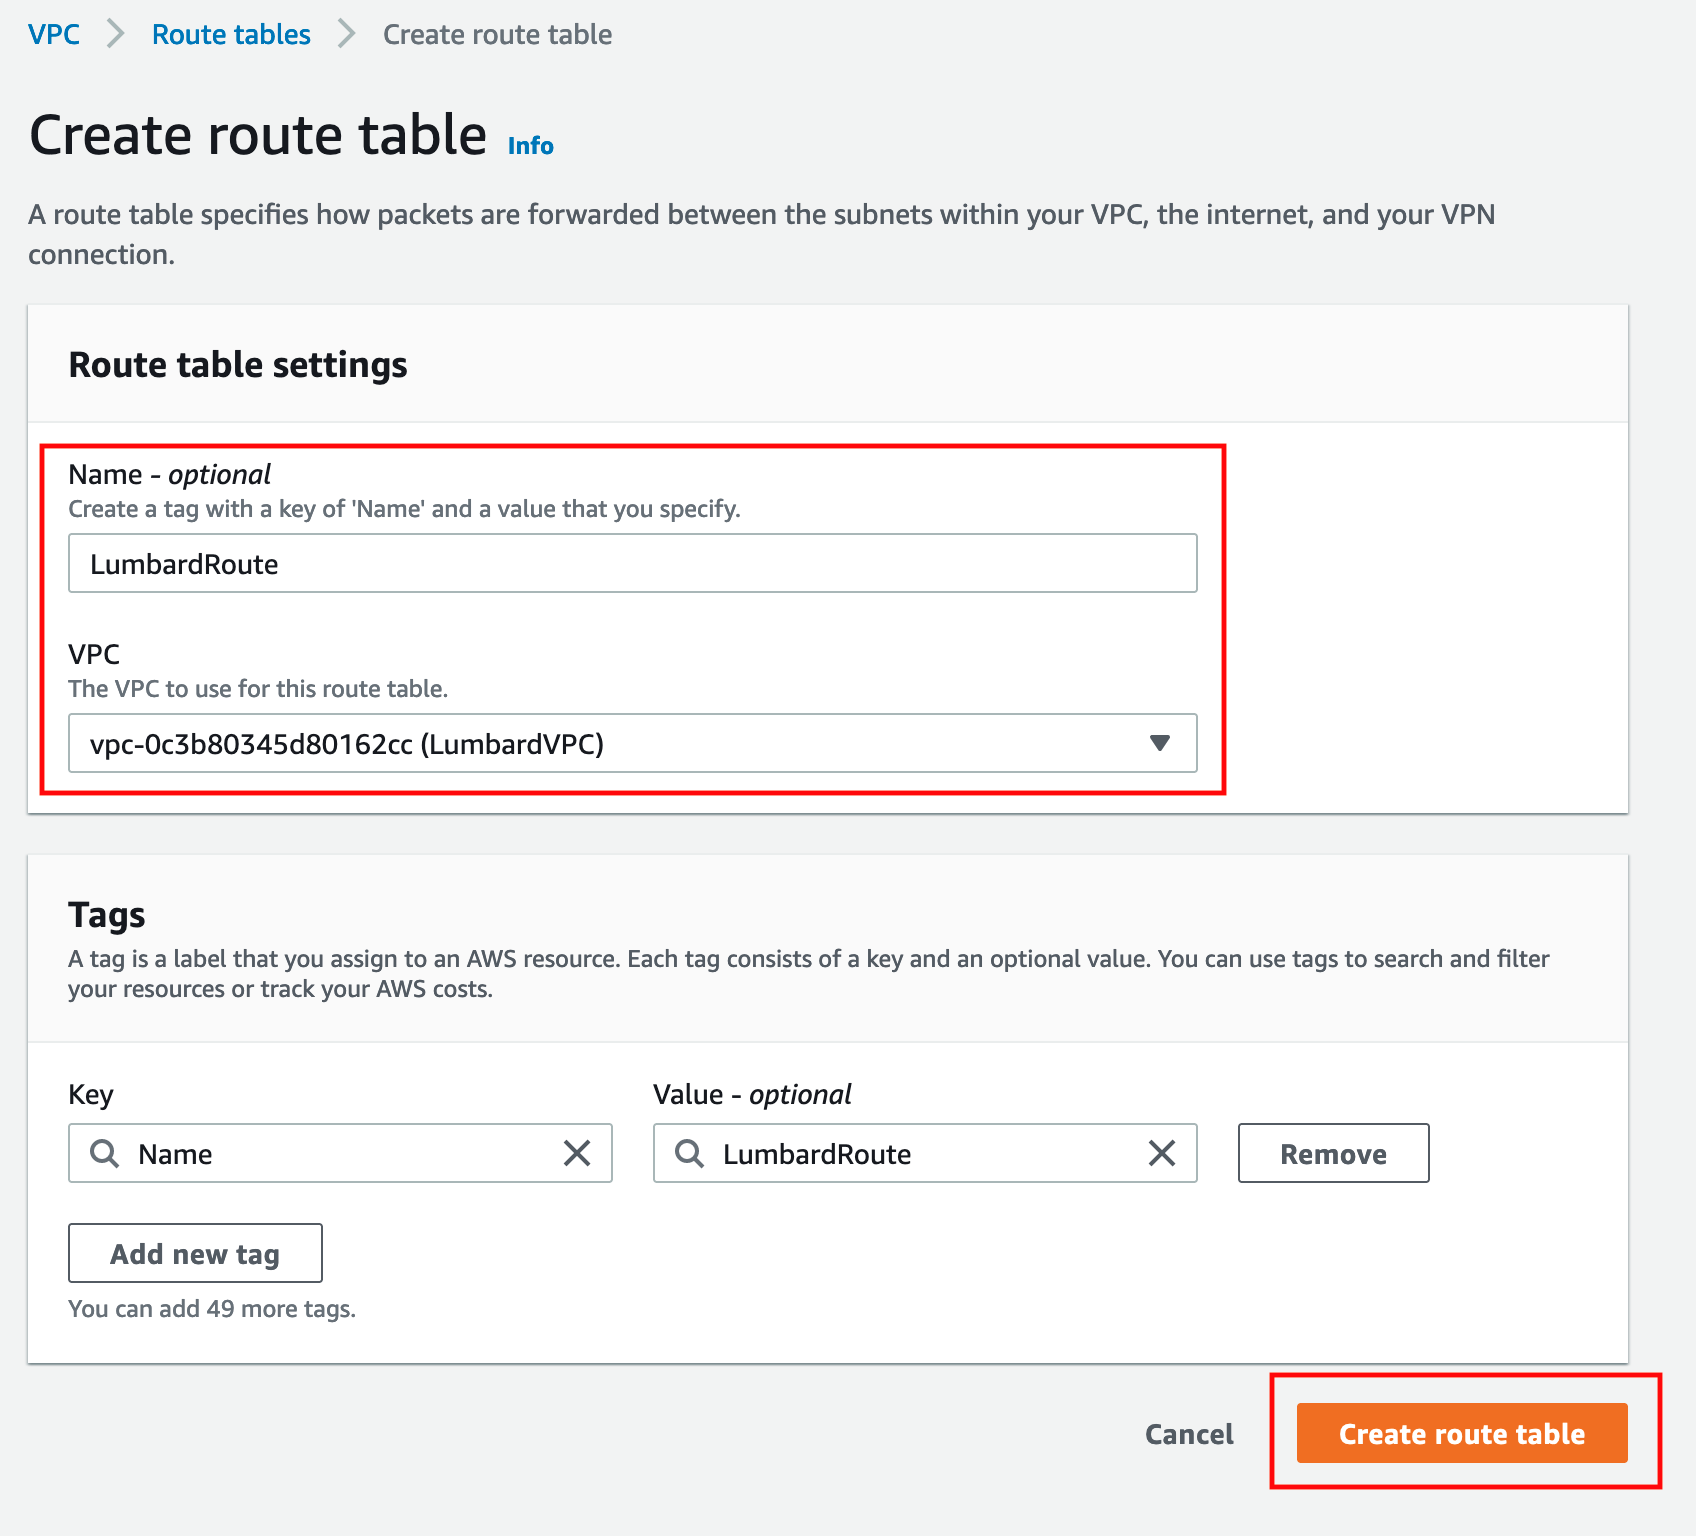 VPC > Route tables > Create route table
Create route table Info
A route table specifies how packets are forwarded between the subnets within your VPC, the internet, and your VPN
connection.
Route table settings
Name - optional
Create a tag with a key of 'Name' and a value that you specify.
LumbardRoute
VPC
The VPC to use for this route table.
vpc-0c3b80345d80162cc (LumbardVPC)
Tags
A tag is a label that you assign to an AWS resource. Each tag consists of a key and an optional value. You can use tags to search and filter
your resources or track your AWS costs.
Key Value - optional
Name LumbardRoute Remove
Add new tag
You can add 49 more tags.
Cancel Create route table